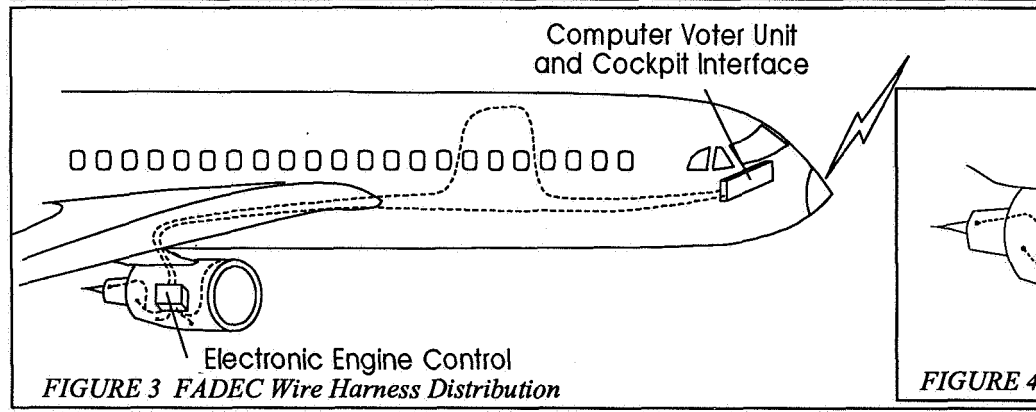 Computer Voter Unit
and Cockpit Interface
Electronic Engine Control
FIGURE 3 FADEC Wire Harness Distribution
FIGURE 4